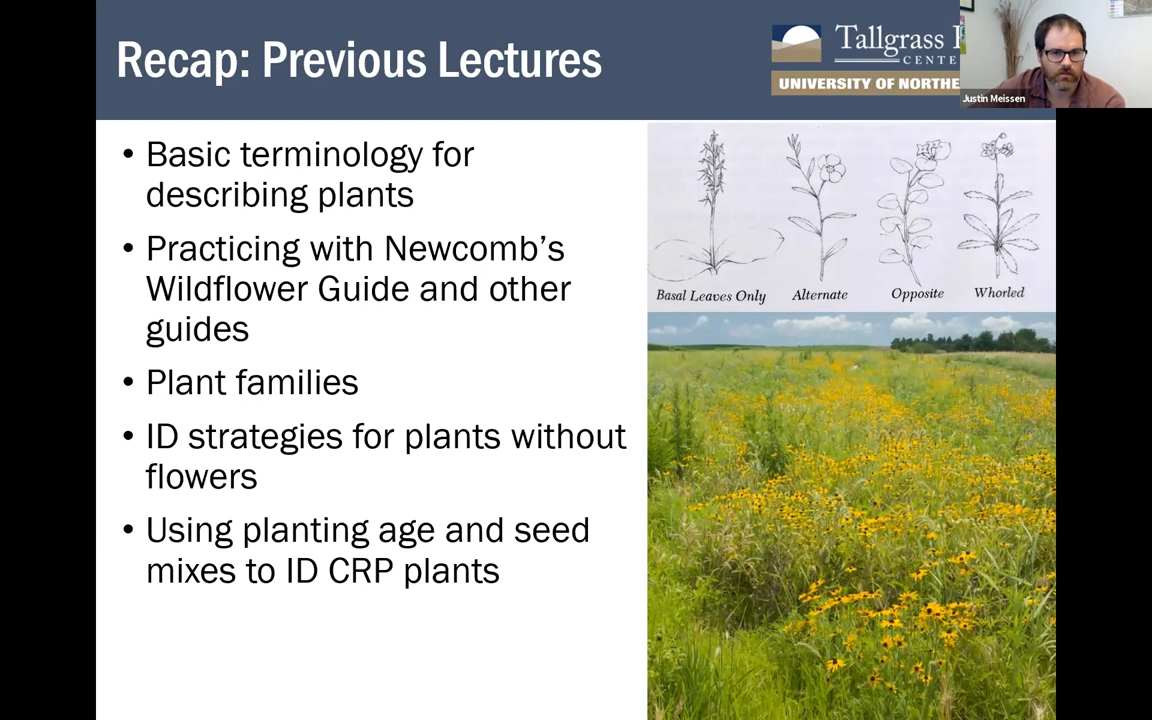 Recap: Previous Lectures
Tallgrass
CENTE
UNIVERSITY OF NORTHE
Justin Meissen
• Basic terminology for
describing plants
• Practicing with Newcomb’s
Wildflower Guide and other
guides
• Plant families
• ID strategies for plants without
flowers
• Using planting age and seed
mixes to ID CRP plants
Basal Leaves Only
Alternate
Opposite
Whorled